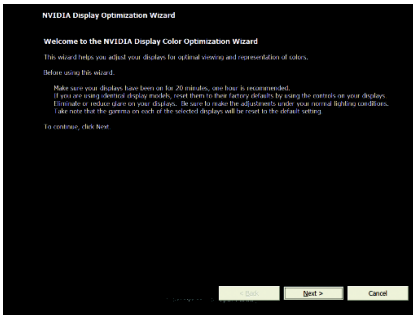 NVIDIA Display Optimization Wizard
Welcome to the NVIDIA Display Color Optimization Wizard
This wizard helps you adjust your displays for optimal viewing and representation of colors.
Before using this wizard.
Make sure your displays have been on for 20 minutes, one hour is recommended.
If you are using identical display models, reset them to their factory defaults by using the controls on your displays.
Eliminate or reduce glare on your displays. Be sure to make the adjustments under your normal lighting conditions.
Take note that the gamma on each of the selected displays will be reset to the default setting.
To continue, click Next.
< Back Next > Cancel